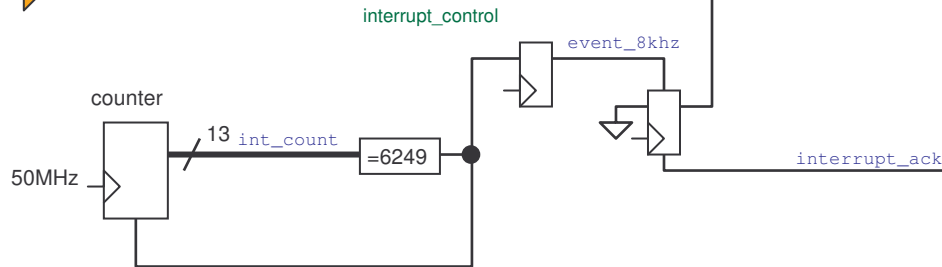 interrupt_control
event_8khz
counter
13
int_count
=6249
50MHz
interrupt_ack